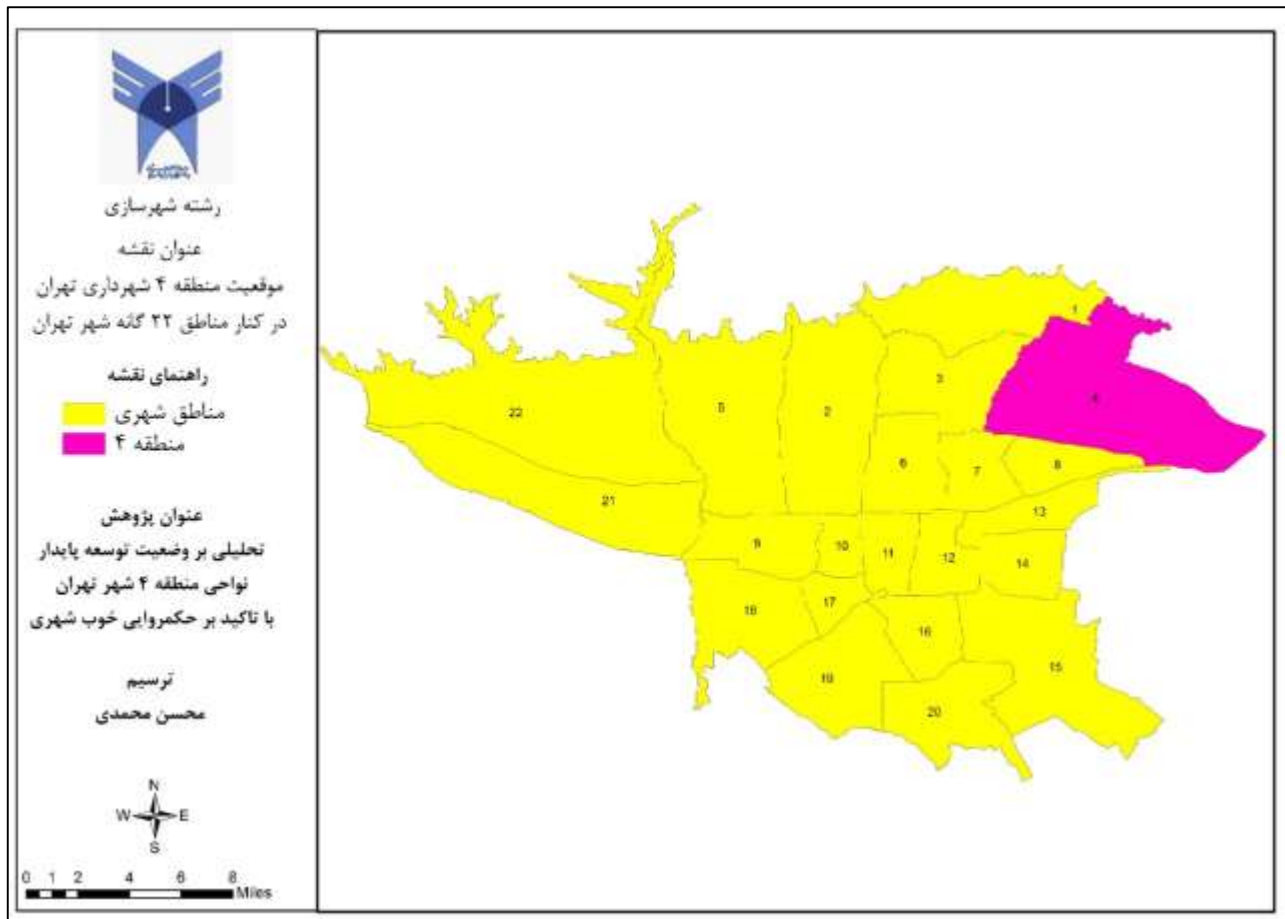 رشته شهرسازی
عنوان نقشه
موقعیت منطقه ۴ شهرداری تهران
در کنار مناطق ۲۲ گانه شهر تهران
راهنمای نقشه
مناطق شهری
منطقه ۴
عنوان پژوهش
تحلیلی بر وضعیت توسعه پایدار
نواحی منطقه ۴ شهر تهران
با تاکید بر حکمروایی خوب شهری
ترسیم
محسن محمدی
N
W E
S
0 1 2 4 6 8
Miles
1
3
4
22
5
2
6
7
8
21
13
9
10
11
12
14
18
17
16
15
19
20